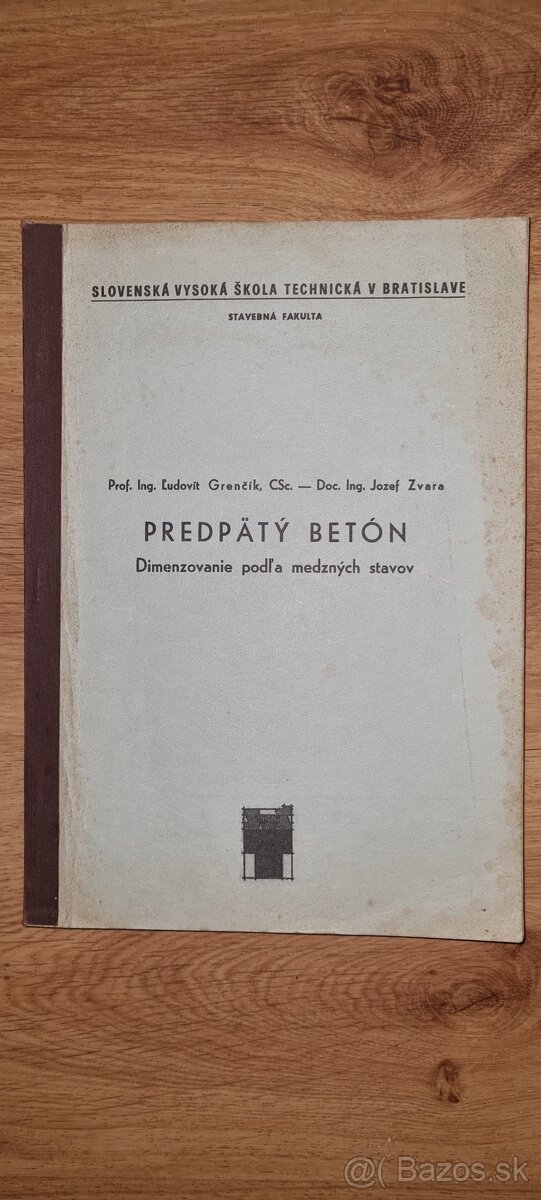 SLOVENSKÁ VYSOKÁ ŠKOLA TECHNICKÁ V BRATISLAVE
STAVEBNÁ FAKULTA
Prof. Ing. Ľudovít Grenčík, CSc. — Doc. Ing. Jozef Zvara
PREDPÄTÝ BETÓN
Dimenzovanie podľa medzných stavov
@( Bazos.sk